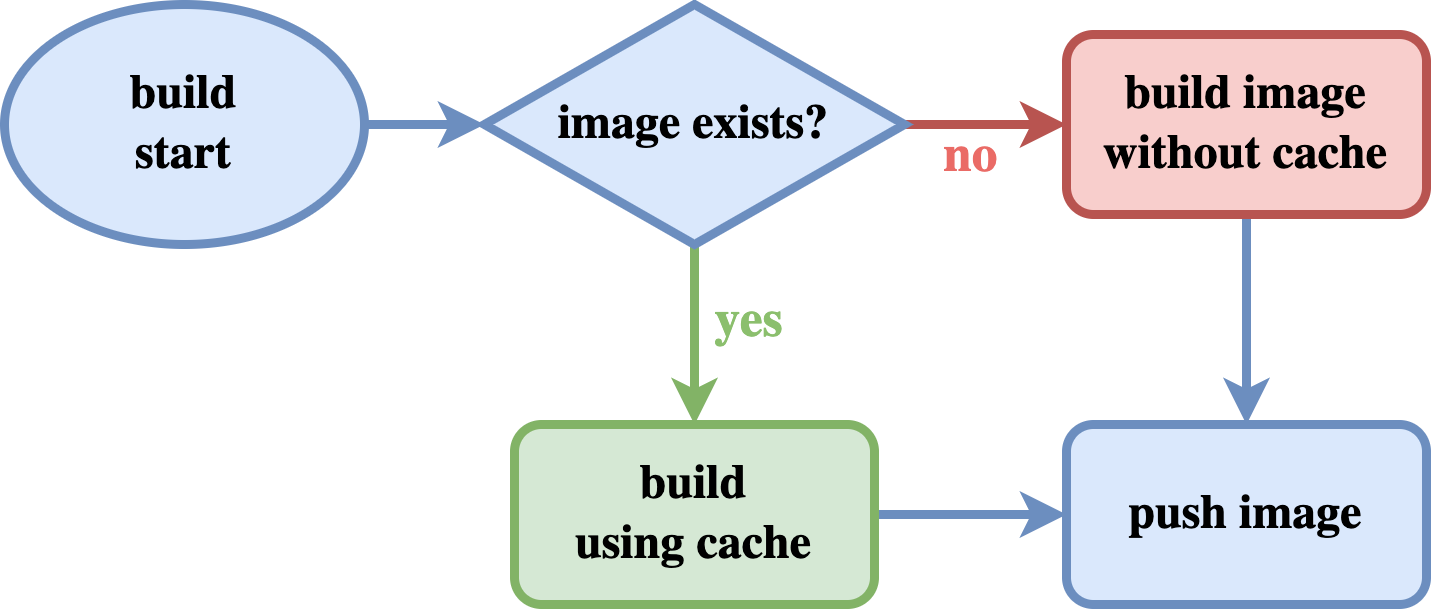 build
start
image exists?
no
build image
without cache
yes
build
using cache
push image